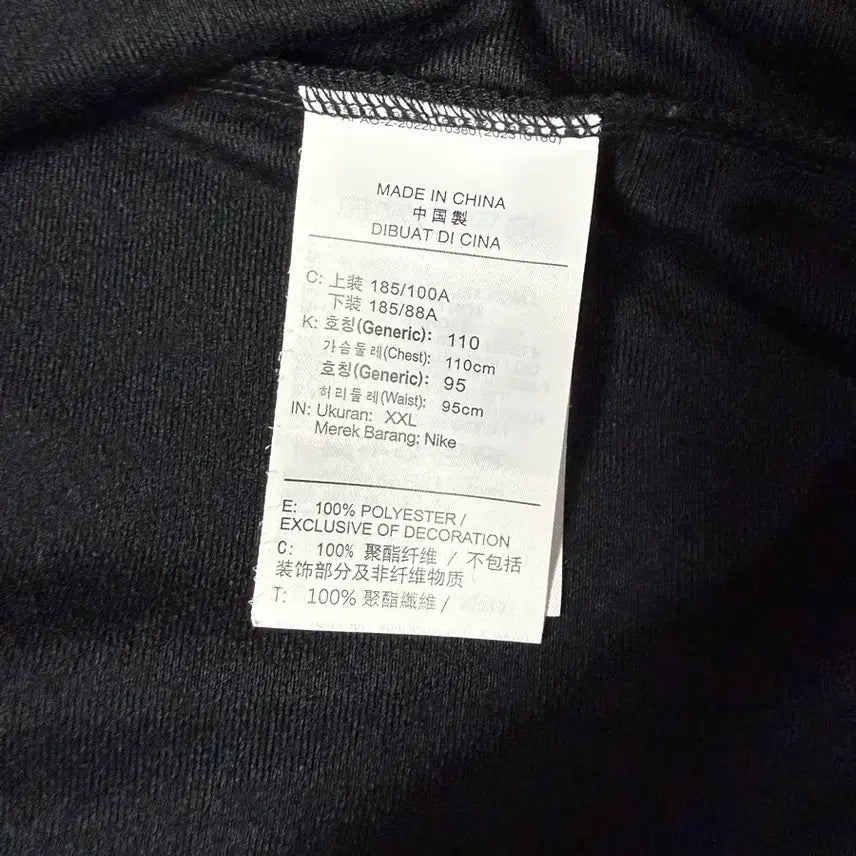 MADE IN CHINA
中国製
DIBUAT DI CINA
C: 上装 185/100A
下装 185/88A
K: 호칭(Generic): 110
가슴둘레(Chest): 110cm
호칭(Generic): 95
허리둘레(Waist): 95cm
IN: Ukuran: XXL
Merek Barang: Nike
E: 100% POLYESTER /
EXCLUSIVE OF DECORATION
C: 100% 聚酯纤维 / 不包括
装饰部分及非纤维物质
T: 100% 聚酯纖維 /